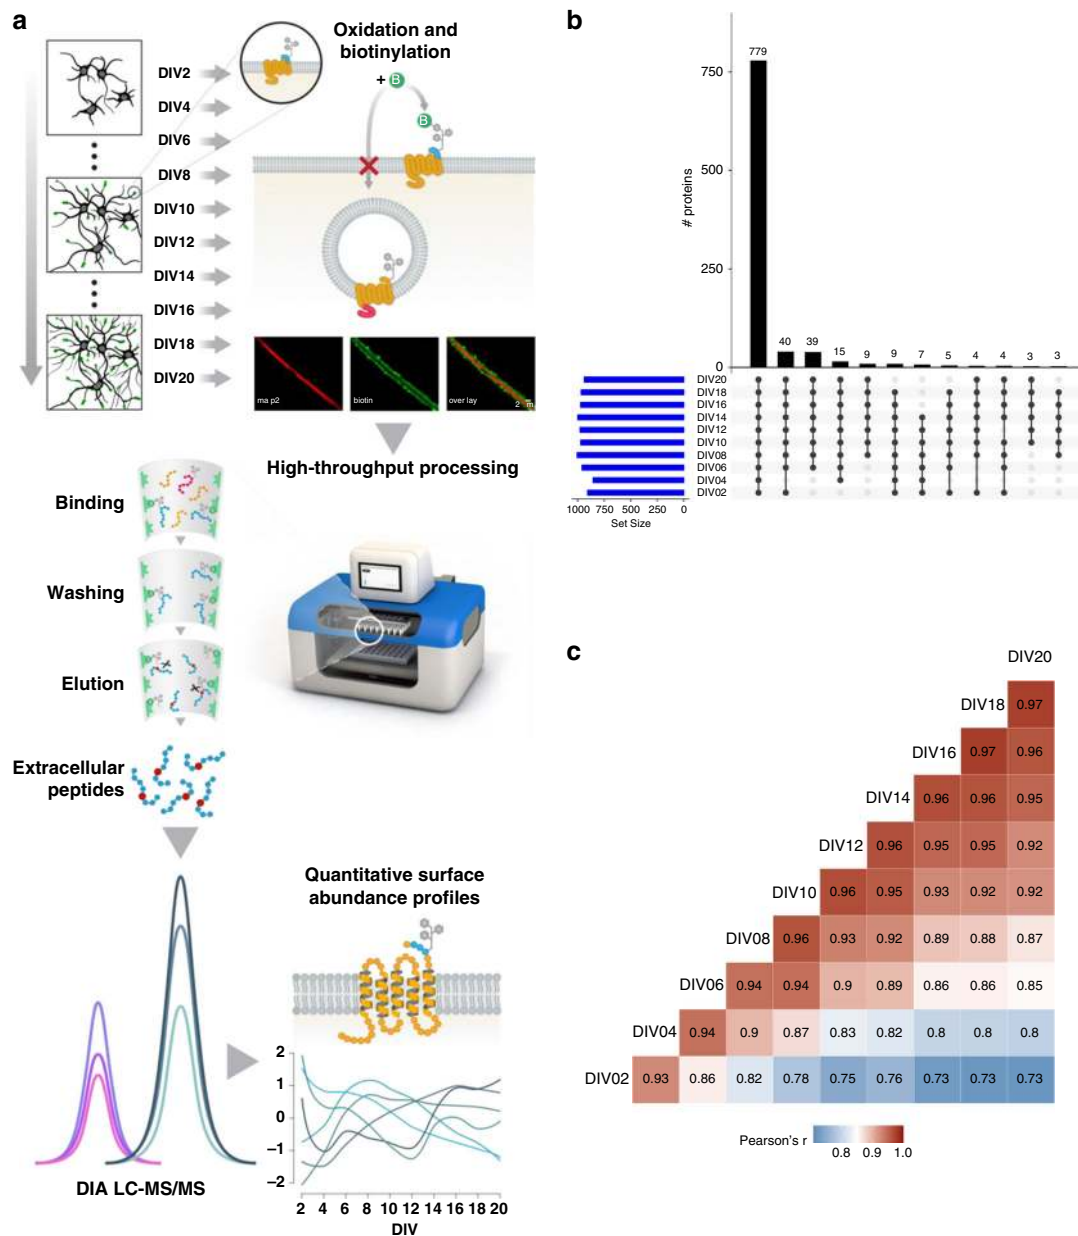 a
Oxidation and
biotinylation
+ B
B
DIV2
DIV4
DIV6
DIV8
DIV10
DIV12
DIV14
DIV16
DIV18
DIV20
ma p2
biotin
over lay
2 m
High-throughput processing
Binding
Washing
Elution
Extracellular
peptides
Quantitative surface
abundance profiles
2
1
0
–1
–2
2 4 6 8 10 12 14 16 18 20
DIV
DIA LC-MS/MS
b
# proteins
750
500
250
0
779
40 39 15 9 9 7 5 4 4 3 3
DIV20
DIV18
DIV16
DIV14
DIV12
DIV10
DIV08
DIV06
DIV04
DIV02
1000 750 500 250 0
Set Size
c
DIV20
DIV18 0.97
DIV16 0.97 0.96
DIV14 0.96 0.96 0.95
DIV12 0.96 0.95 0.95 0.92
DIV10 0.96 0.95 0.93 0.92 0.92
DIV08 0.96 0.93 0.92 0.89 0.88 0.87
DIV06 0.94 0.94 0.9 0.89 0.86 0.86 0.85
DIV04 0.94 0.9 0.87 0.83 0.82 0.8 0.8 0.8
DIV02 0.93 0.86 0.82 0.78 0.75 0.76 0.73 0.73 0.73
Pearson's r
0.8 0.9 1.0